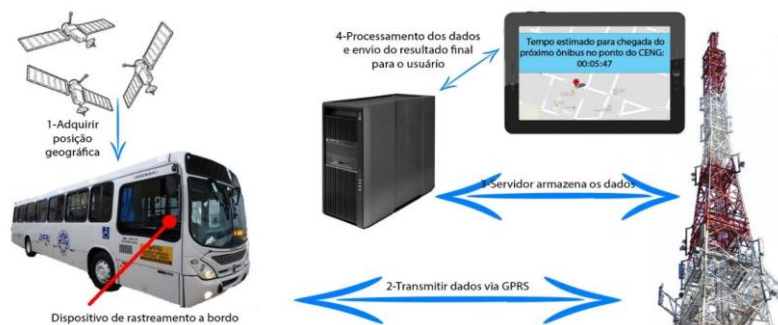 4-Processamento dos dados
e envio do resultado final
para o usuário
Tempo estimado para chegada do
próximo ônibus no ponto do CENG:
00:05:47
1-Adquirir
posição
geográfica
3-Servidor armazena os dados
2-Transmitir dados via GPRS
Dispositivo de rastreamento a bordo